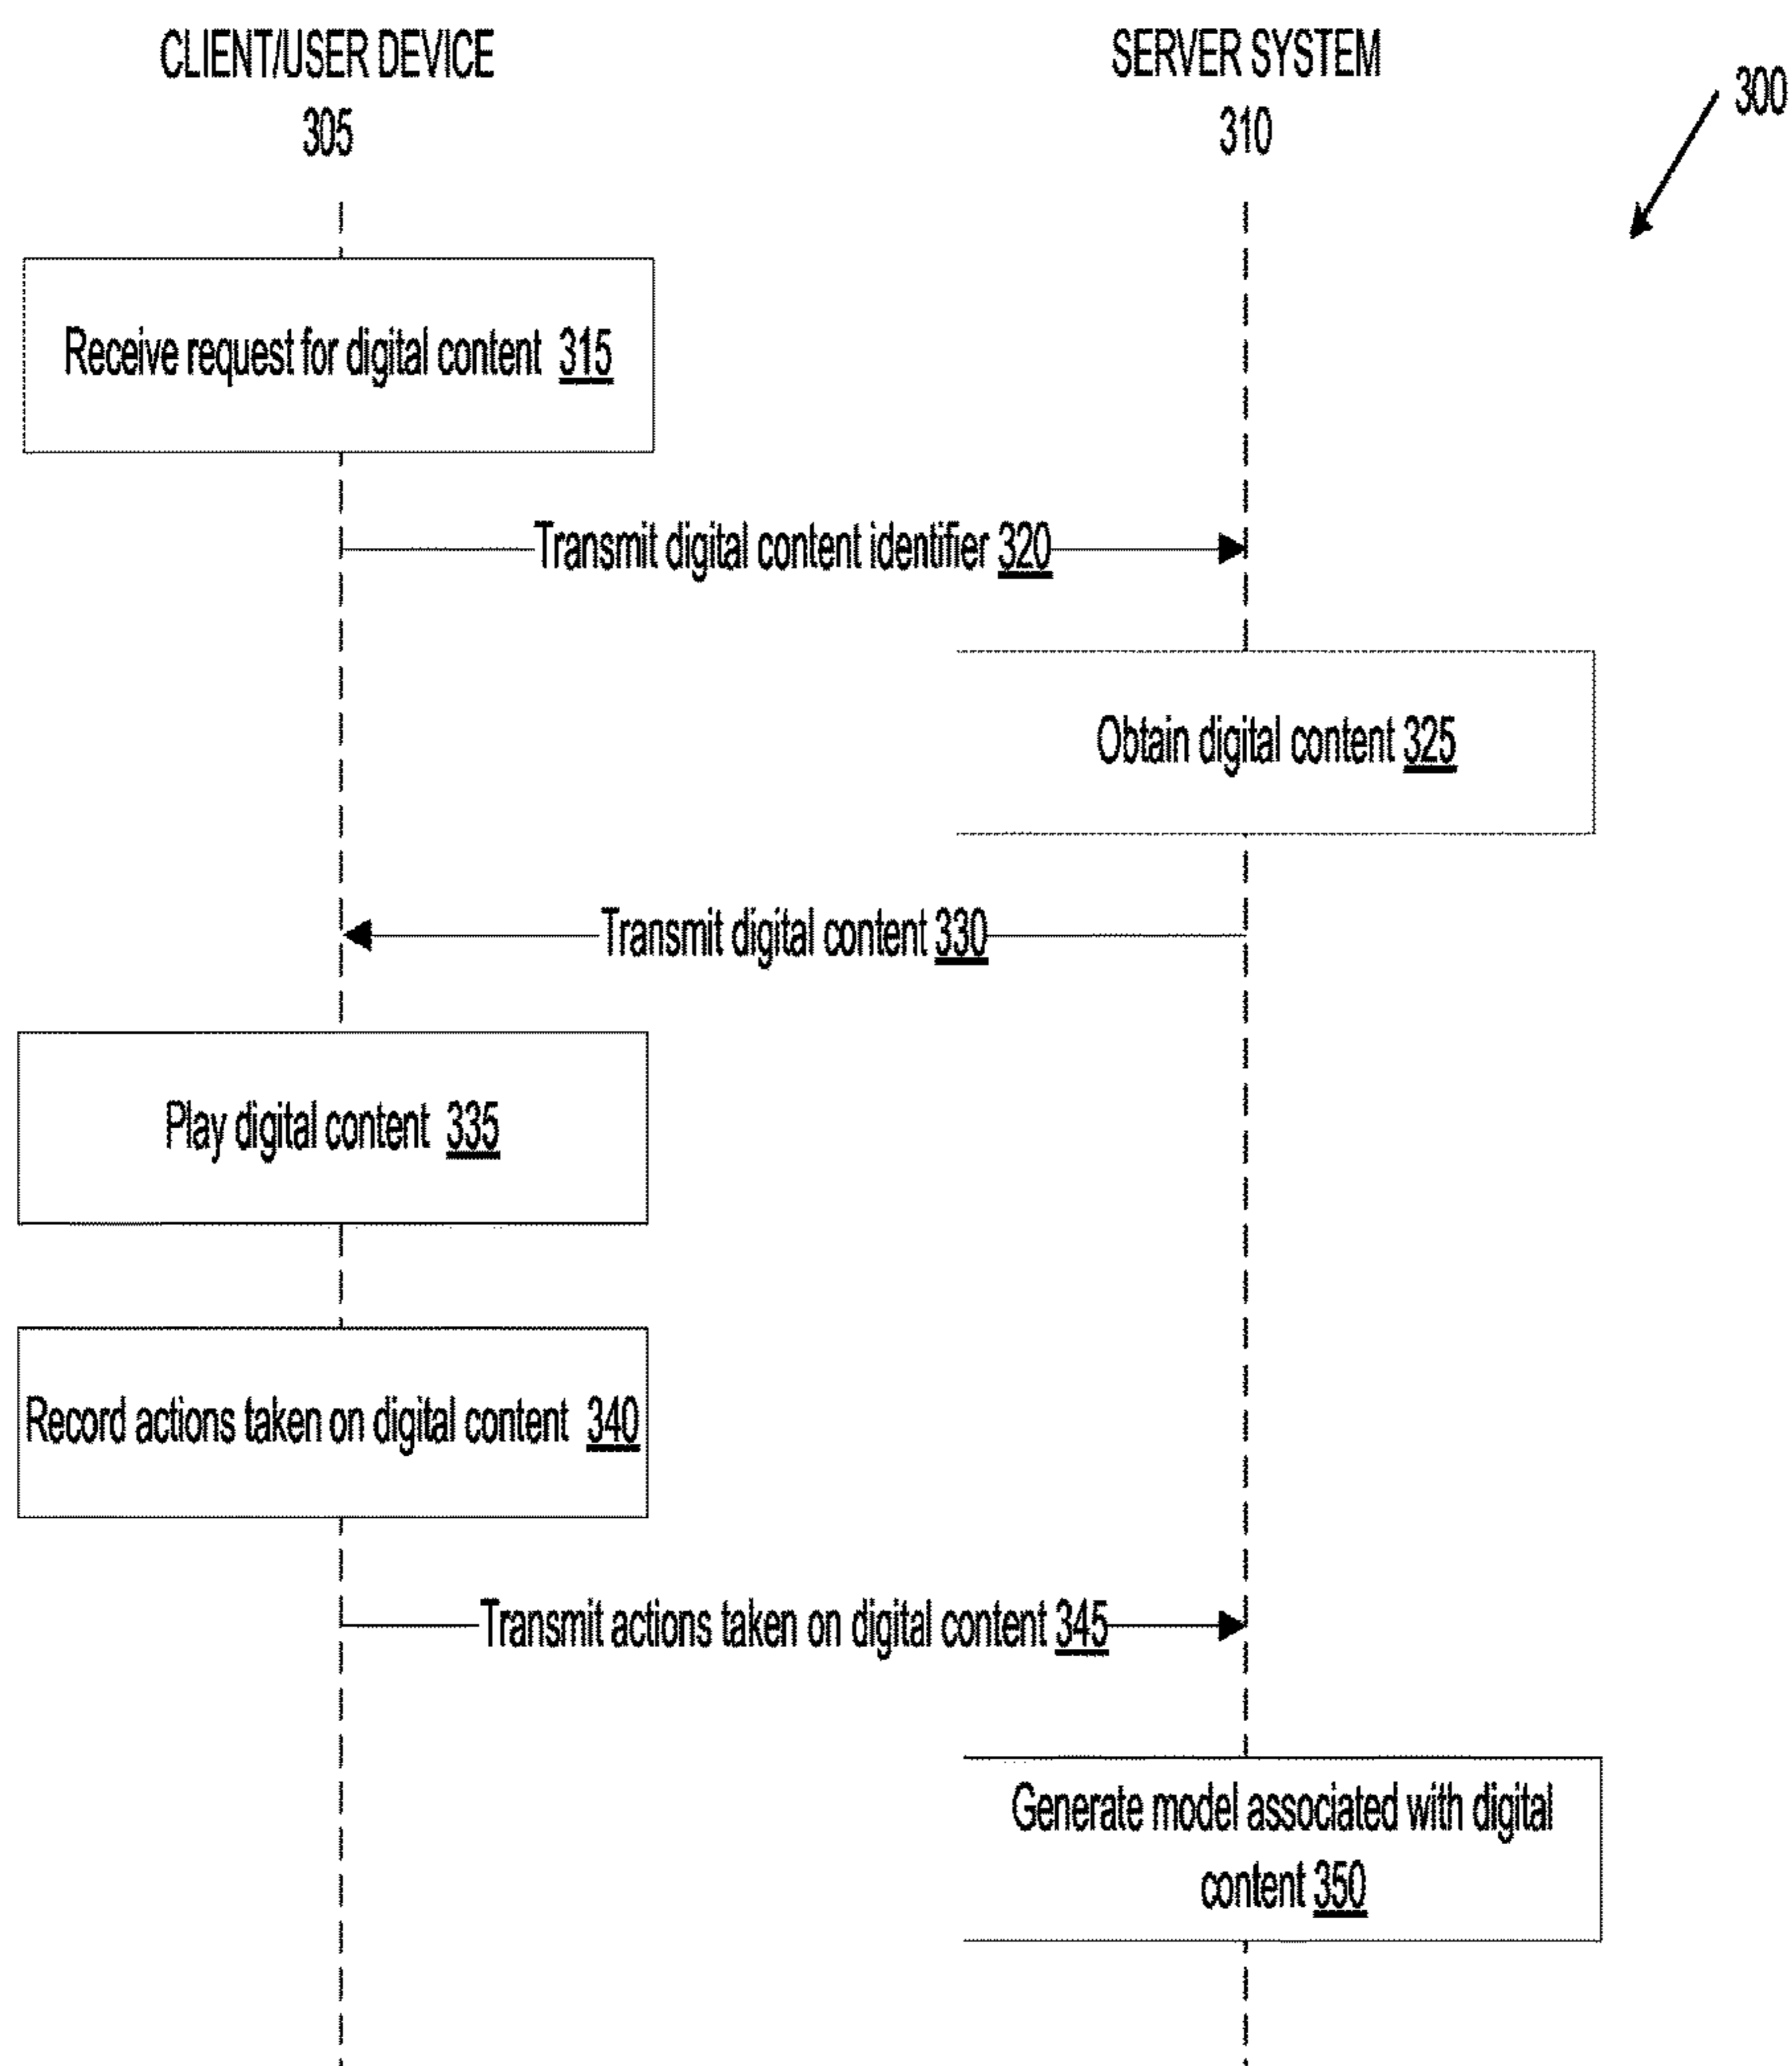 CLIENT/USER DEVICE
305
SERVER SYSTEM
310
300
Receive request for digital content 315
Transmit digital content identifier 320
Obtain digital content 325
Transmit digital content 330
Play digital content 335
Record actions taken on digital content 340
Transmit actions taken on digital content 345
Generate model associated with digital
content 350